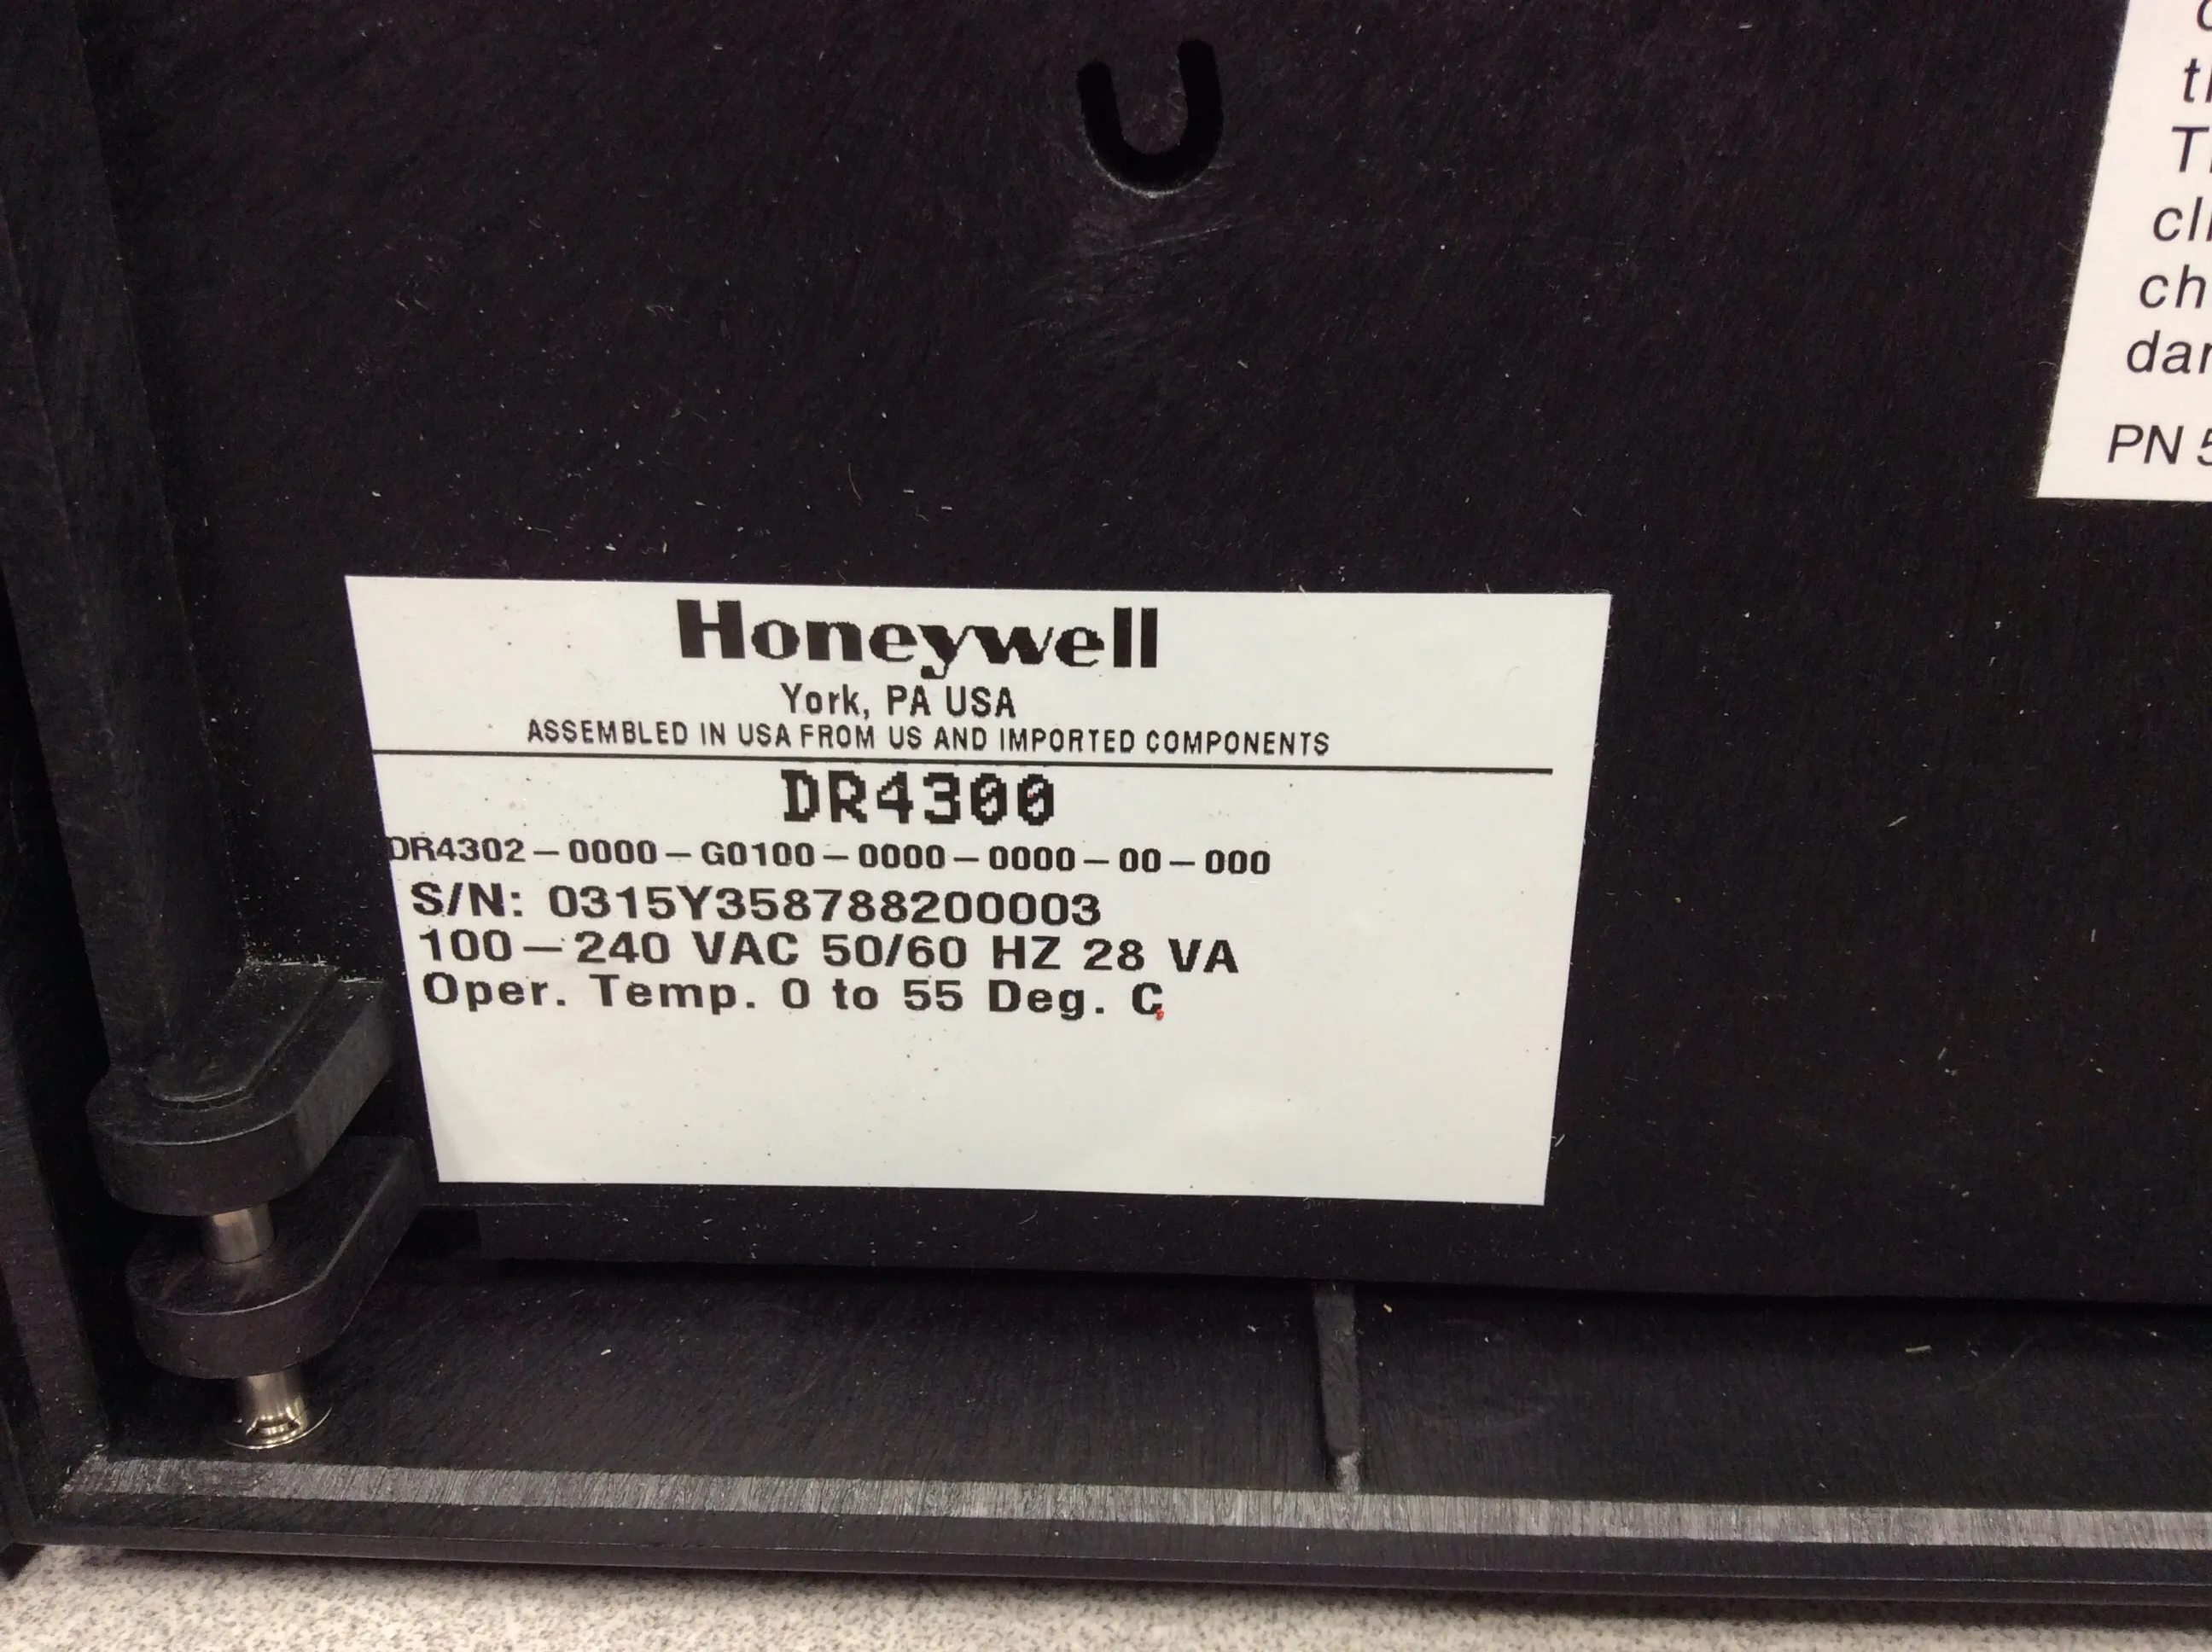 Honeywell
York, PA USA
ASSEMBLED IN USA FROM US AND IMPORTED COMPONENTS
DR4300
DR4302-0000-G0100-0000-0000-00-000
S/N: 0315Y358788200003
100-240 VAC 50/60 HZ 28 VA
Oper. Temp. 0 to 55 Deg. C
PN